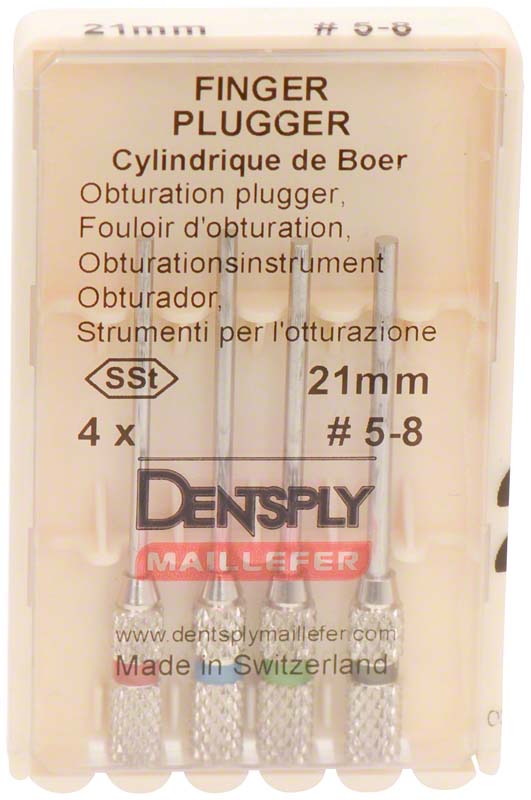 21mm # 5-8
FINGER
PLUGGER
Cylindrique de Boer
Obturation plugger,
Fouloir d'obturation,
Obturationsinstrument
Obturador,
Strumenti per l'otturazione
SSt 21mm
4 x # 5-8
DENTSPLY
MAILLEFER
www.dentsplymaillefer.com
Made in Switzerland